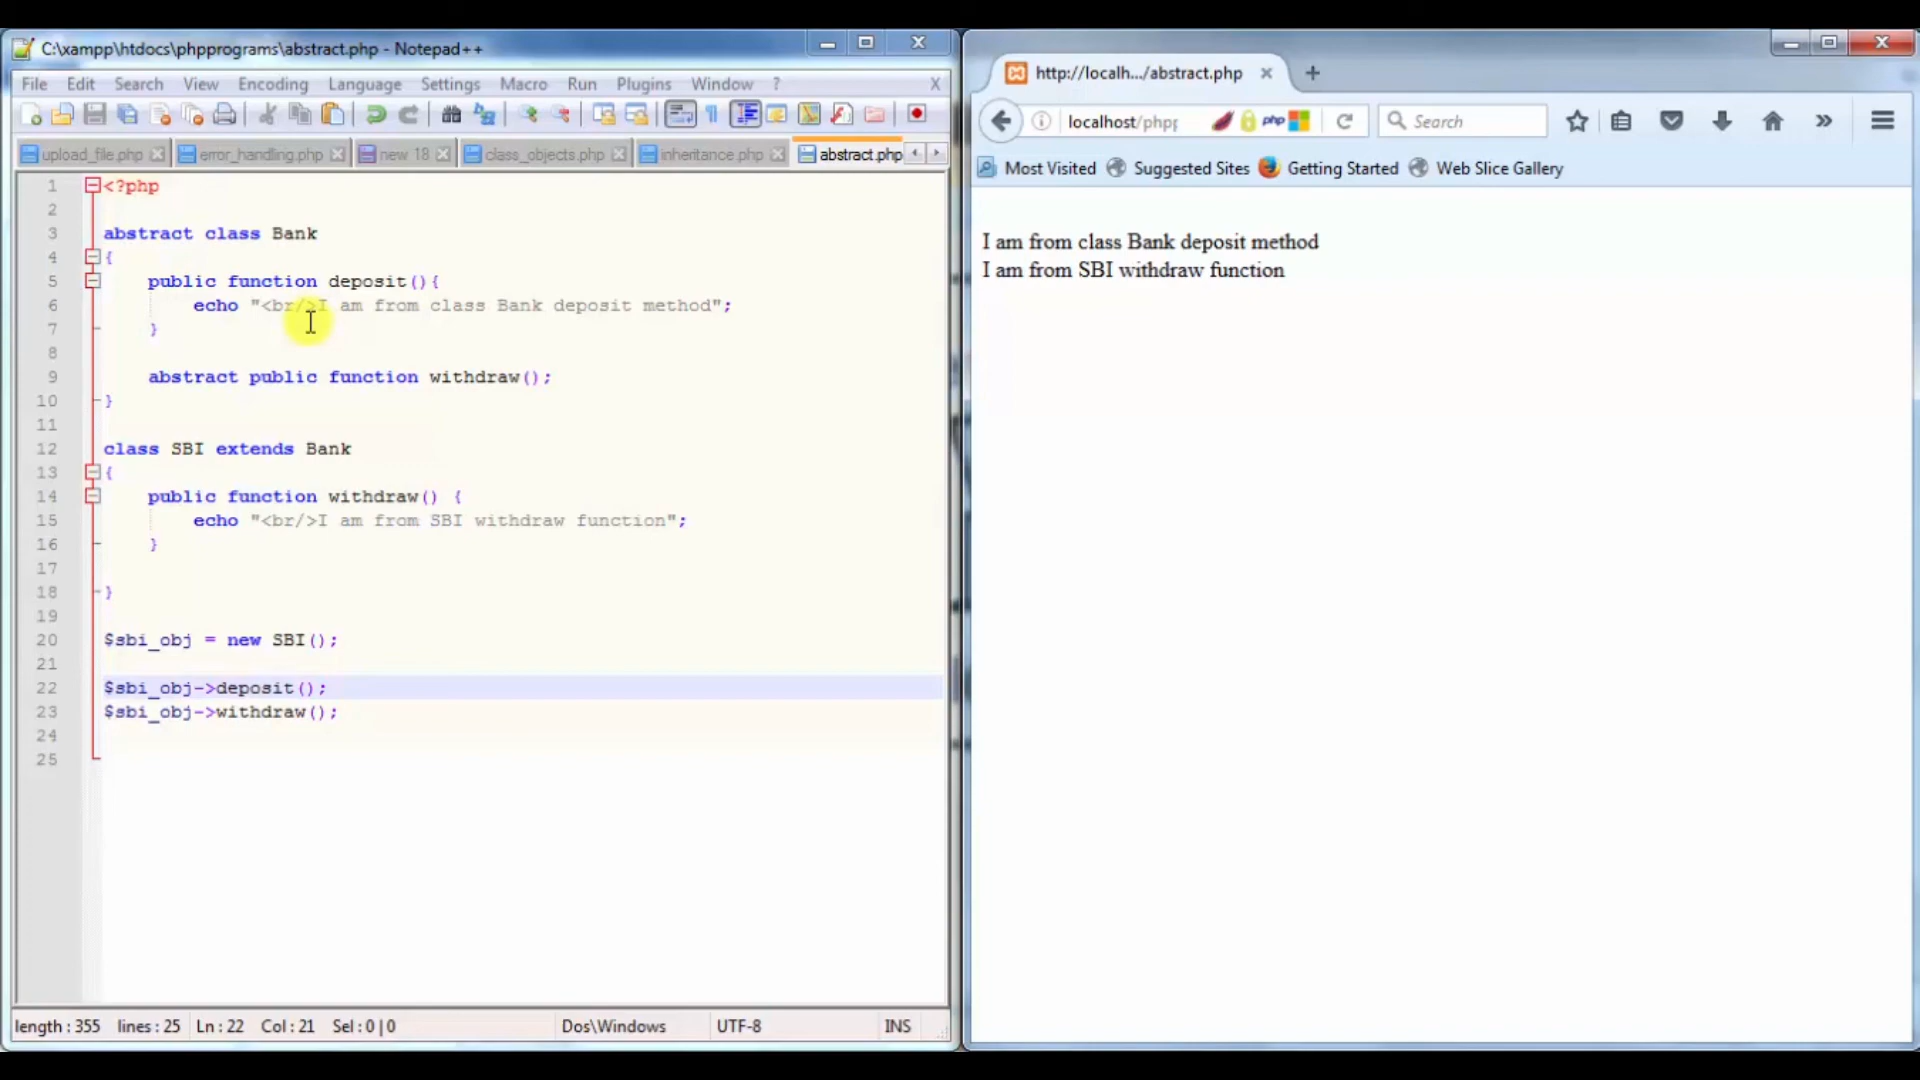 C:\xampp\htdocs\phpprograms\abstract.php - Notepad++
File Edit Search View Encoding Language Settings Macro Run Plugins Window ? X
upload_file.php error_handling.php new 18 class_objects.php inheritance.php abstract.php
1 <?php
2
3 abstract class Bank
4 {
5 public function deposit(){
6 echo "<br/>I am from class Bank deposit method";
7 }
8
9 abstract public function withdraw();
10 }
11
12 class SBI extends Bank
13 {
14 public function withdraw() {
15 echo "<br/>I am from SBI withdraw function";
16 }
17
18 }
19
20 $sbi_obj = new SBI();
21
22 $sbi_obj->deposit();
23 $sbi_obj->withdraw();
24
25
length : 355 lines : 25 Ln : 22 Col : 21 Sel : 0 | 0 Dos\Windows UTF-8 INS
http://localh.../abstract.php
localhost/phpp php Search
Most Visited Suggested Sites Getting Started Web Slice Gallery
I am from class Bank deposit method
I am from SBI withdraw function